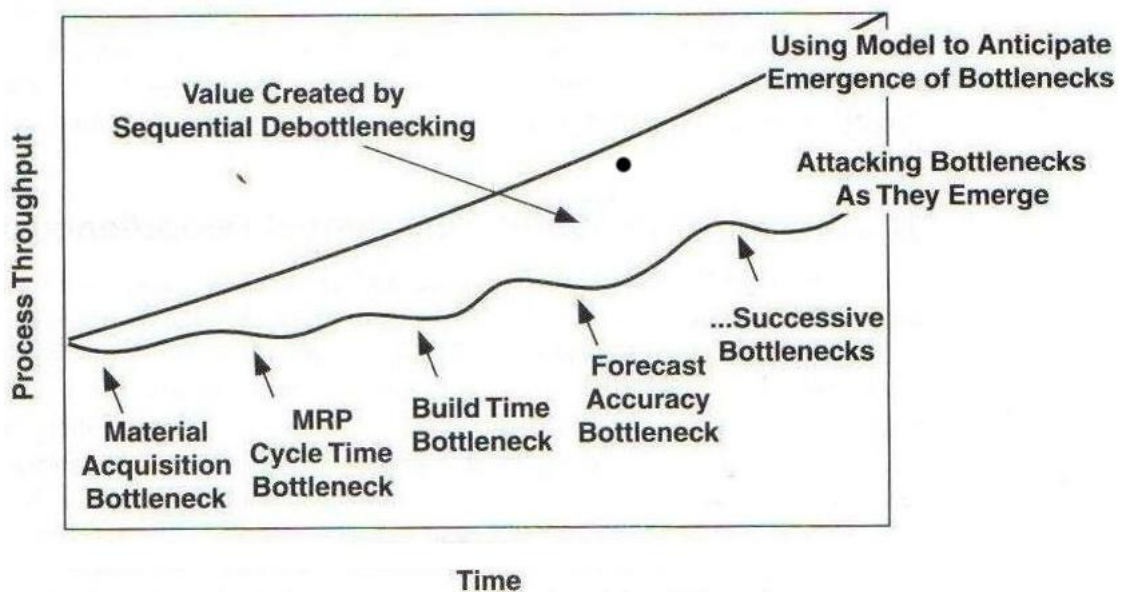 Using Model to Anticipate
Emergence of Bottlenecks
Value Created by
Sequential Debottlenecking
Attacking Bottlenecks
As They Emerge
Process Throughput
...Successive
Bottlenecks
Forecast
Accuracy
Bottleneck
Build Time
Bottleneck
MRP
Cycle Time
Bottleneck
Material
Acquisition
Bottleneck
Time